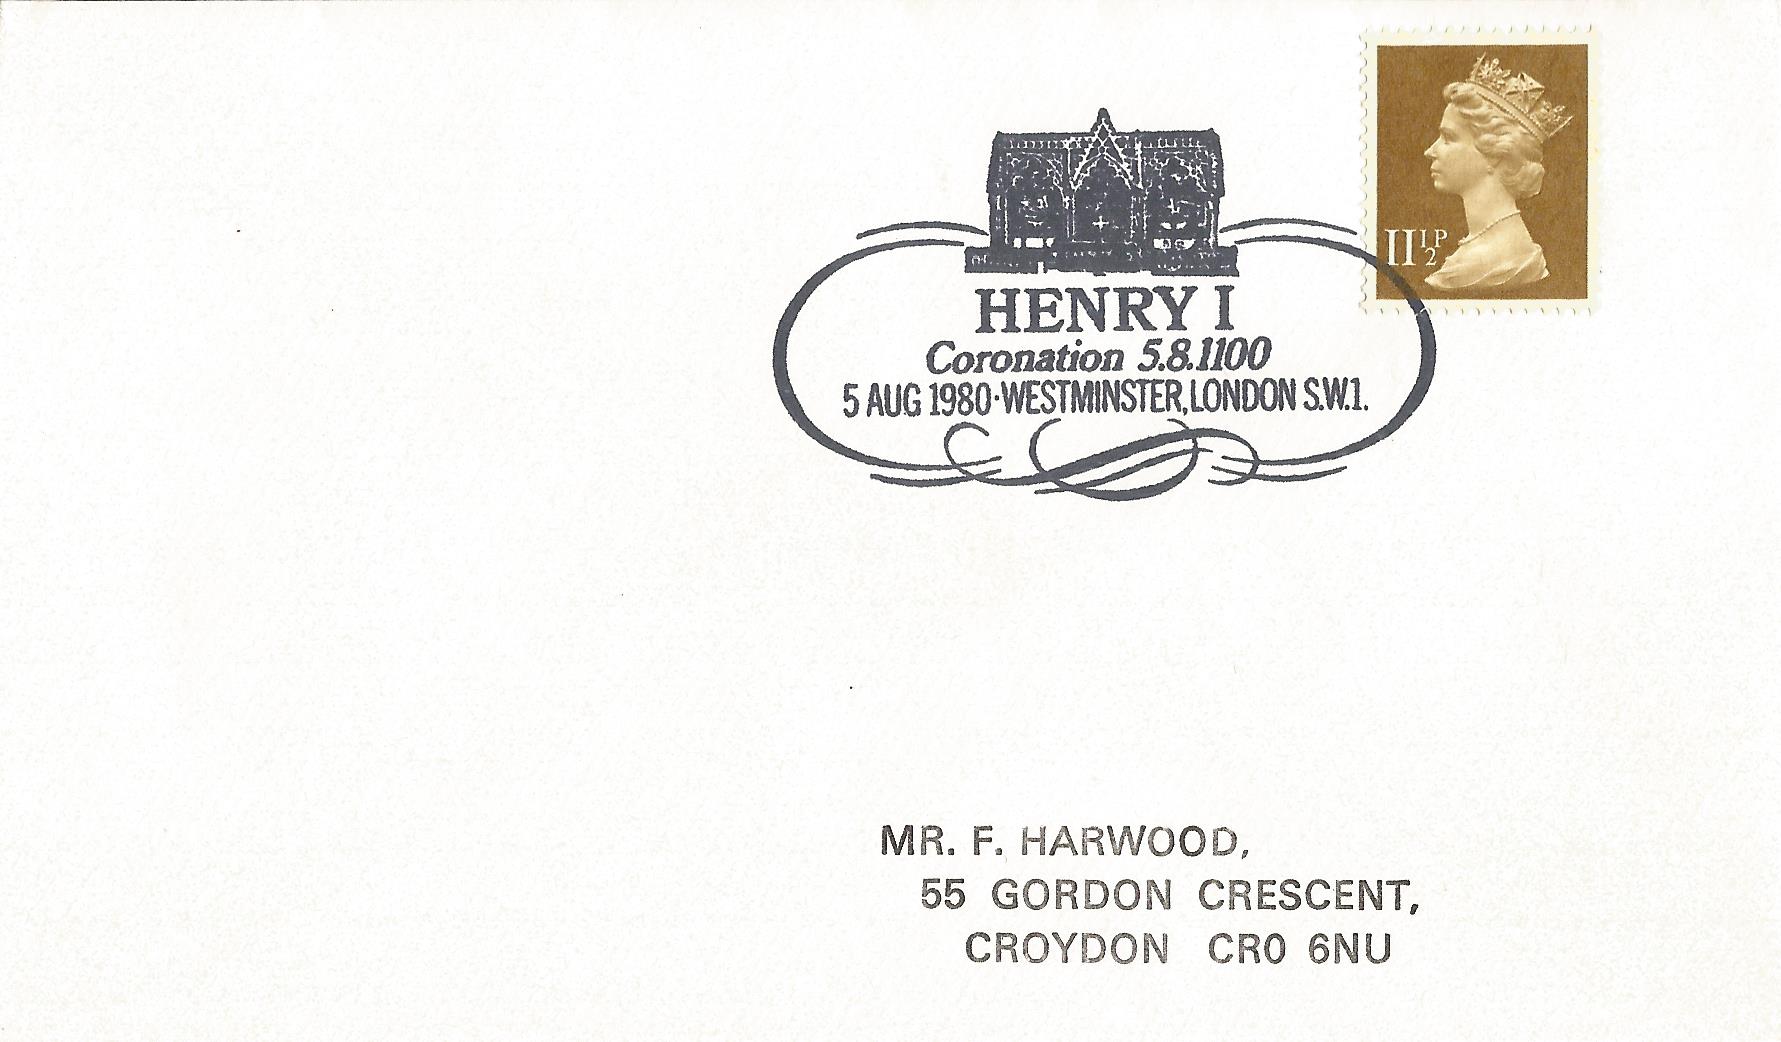 11½P
HENRY I
Coronation 5.8.1100
5 AUG 1980·WESTMINSTER, LONDON S.W.1.
MR. F. HARWOOD,
55 GORDON CRESCENT,
CROYDON CR0 6NU